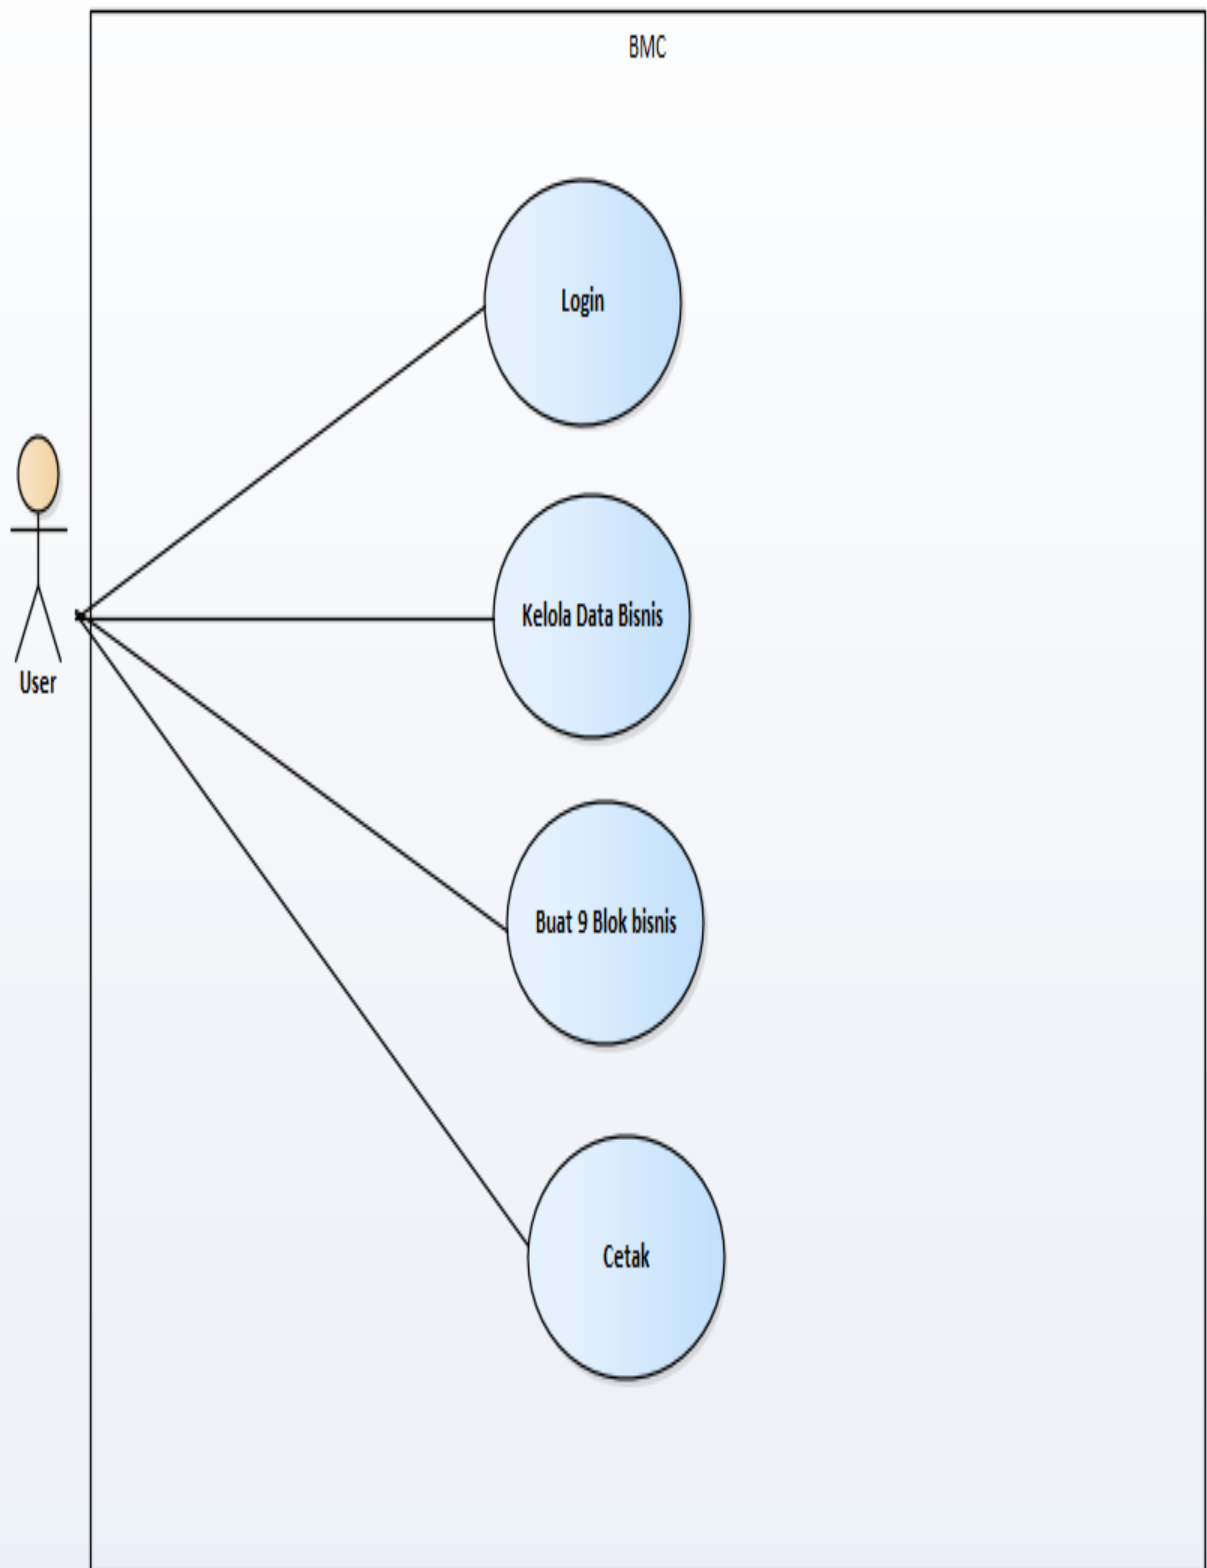 BMC
Login
User
Kelola Data Bisnis
Buat 9 Blok bisnis
Cetak